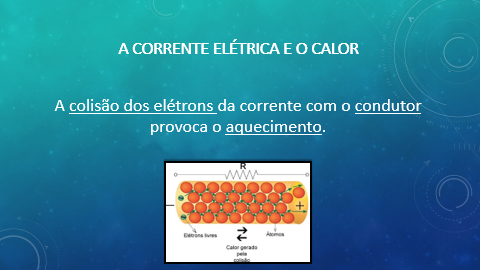 A CORRENTE ELÉTRICA E O CALOR
A colisão dos elétrons da corrente com o condutor
provoca o aquecimento.
R
− +
Elétrons livres
Átomos
Calor gerado
pela
colisão